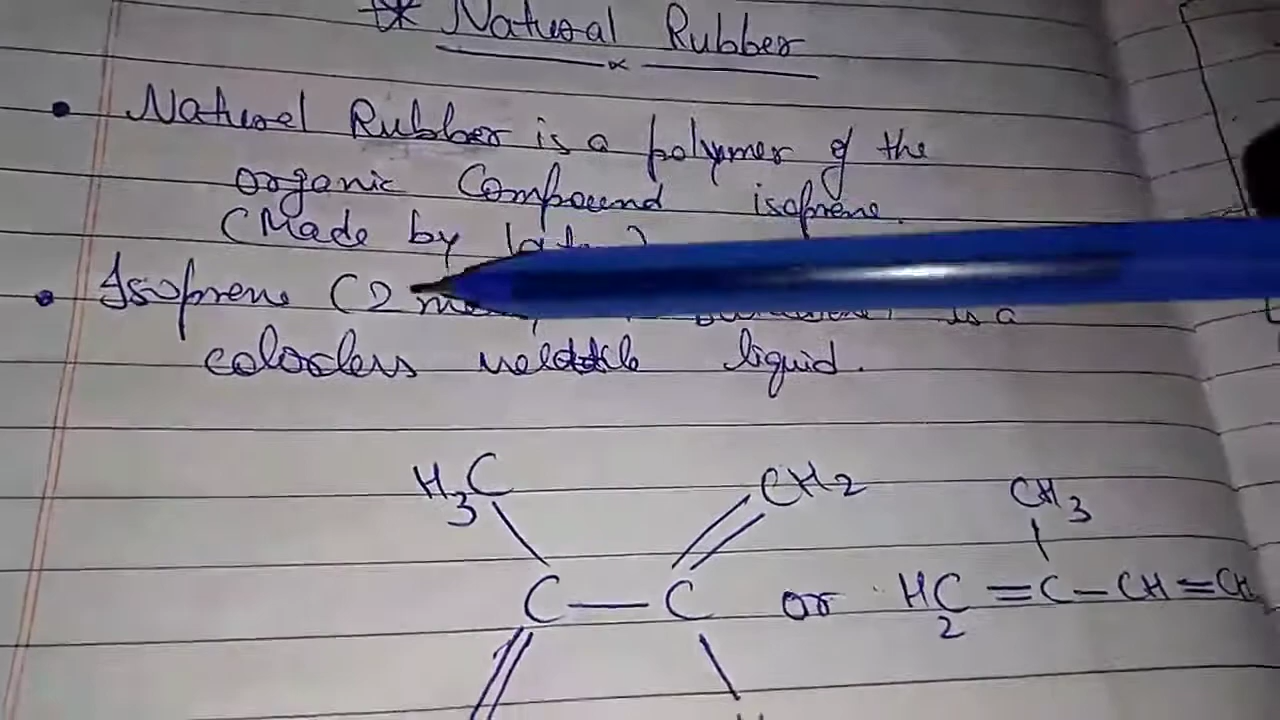 * Natural Rubber
• Natural Rubber is a polymer of the
organic Compound isoprene.
(Made by
• Isoprene (2 is a
colorless liquid.
H3C CH2 CH3
C — C or H2C = C – CH = CH